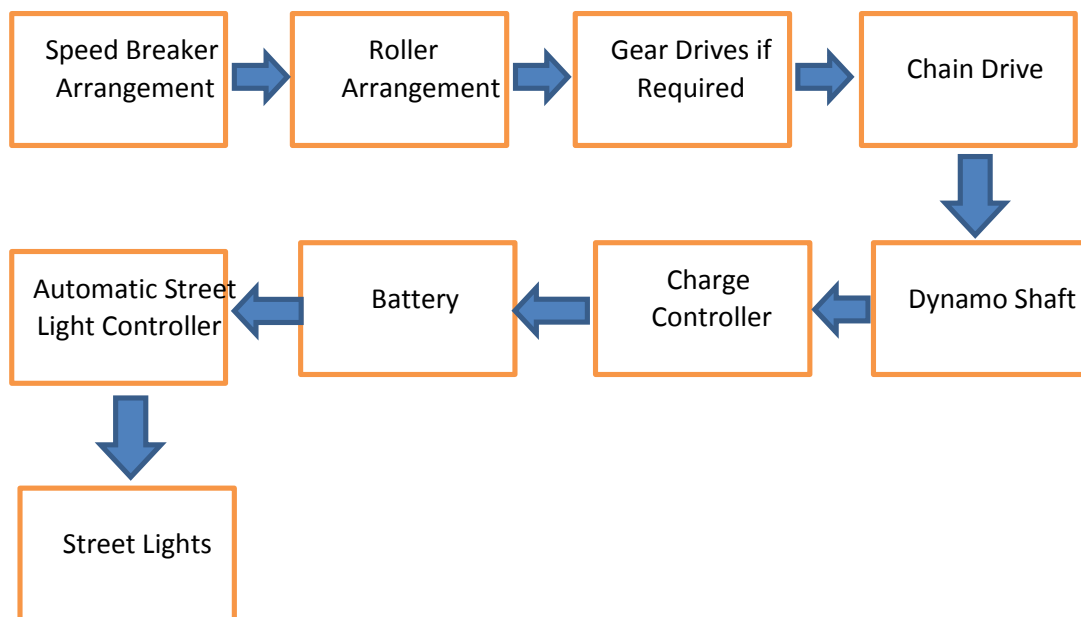 Speed Breaker
Arrangement
Roller
Arrangement
Gear Drives if
Required
Chain Drive
Automatic Street
Light Controller
Battery
Charge
Controller
Dynamo Shaft
Street Lights